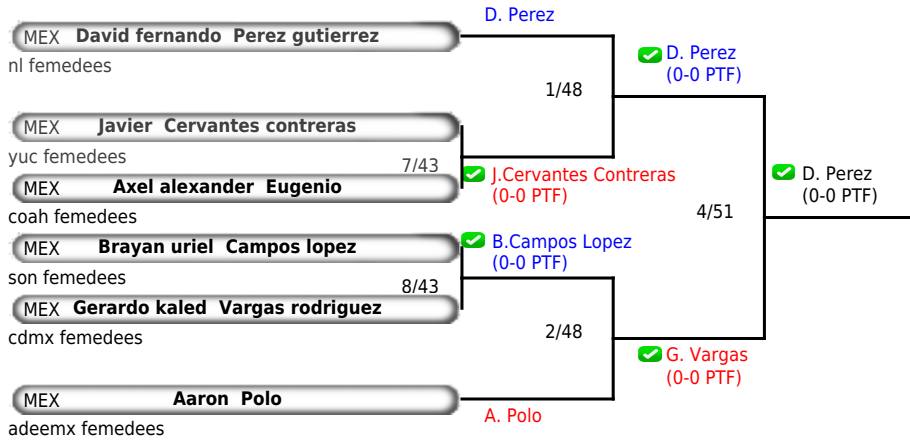 D. Perez
MEX David fernando Perez gutierrez
nl femedees
D. Perez
(0-0 PTF)
1/48
MEX Javier Cervantes contreras
yuc femedees
7/43
MEX Axel alexander Eugenio
coah femedees
J.Cervantes Contreras
(0-0 PTF)
D. Perez
(0-0 PTF)
4/51
MEX Brayan uriel Campos lopez
son femedees
B.Campos Lopez
(0-0 PTF)
8/43
MEX Gerardo kaled Vargas rodriguez
cdmx femedees
2/48
G. Vargas
(0-0 PTF)
MEX Aaron Polo
adeemx femedees
A. Polo